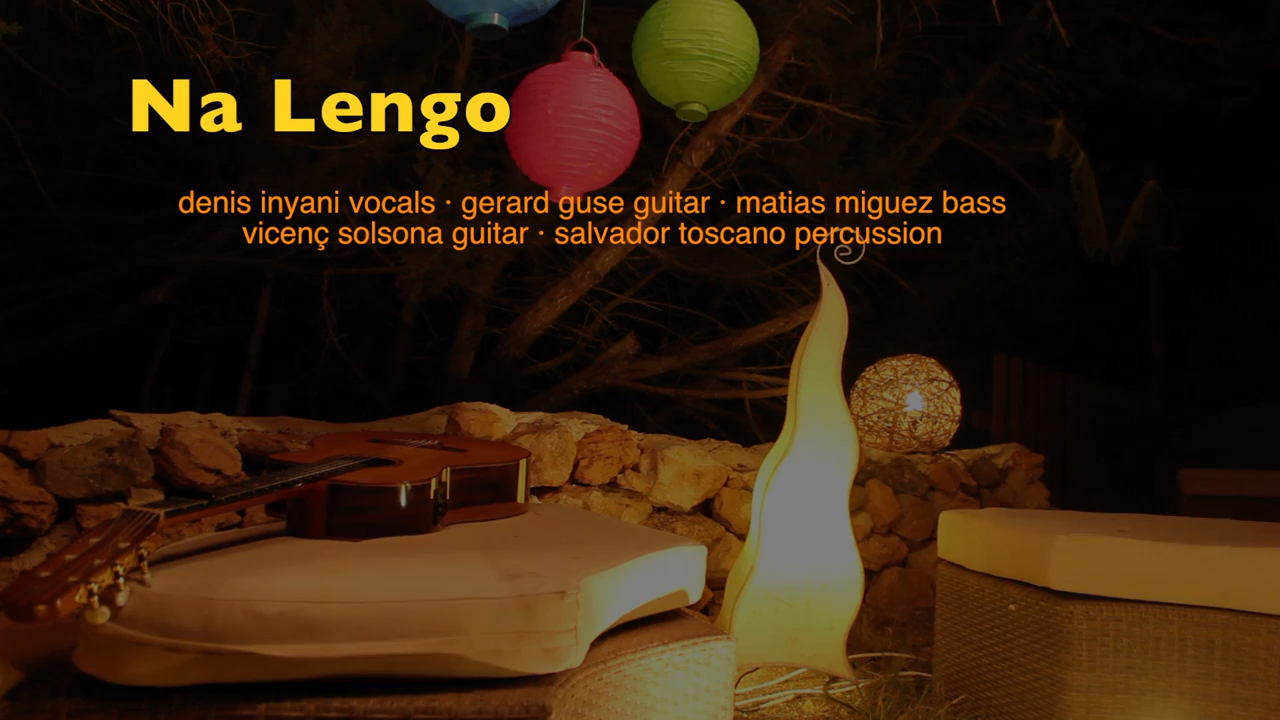 Na Lengo
denis inyani vocals · gerard guse guitar · matias miguez bass
vicenç solsona guitar · salvador toscano percussion